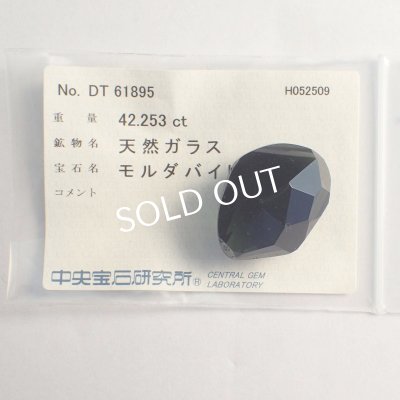 No. DT 61895 H052509
重 量 42.253 ct
鉱 物 名 天然ガラス
宝 石 名 モルダバイ
コメント
SOLD OUT
中央宝石研究所 CENTRAL GEM
LABORATORY